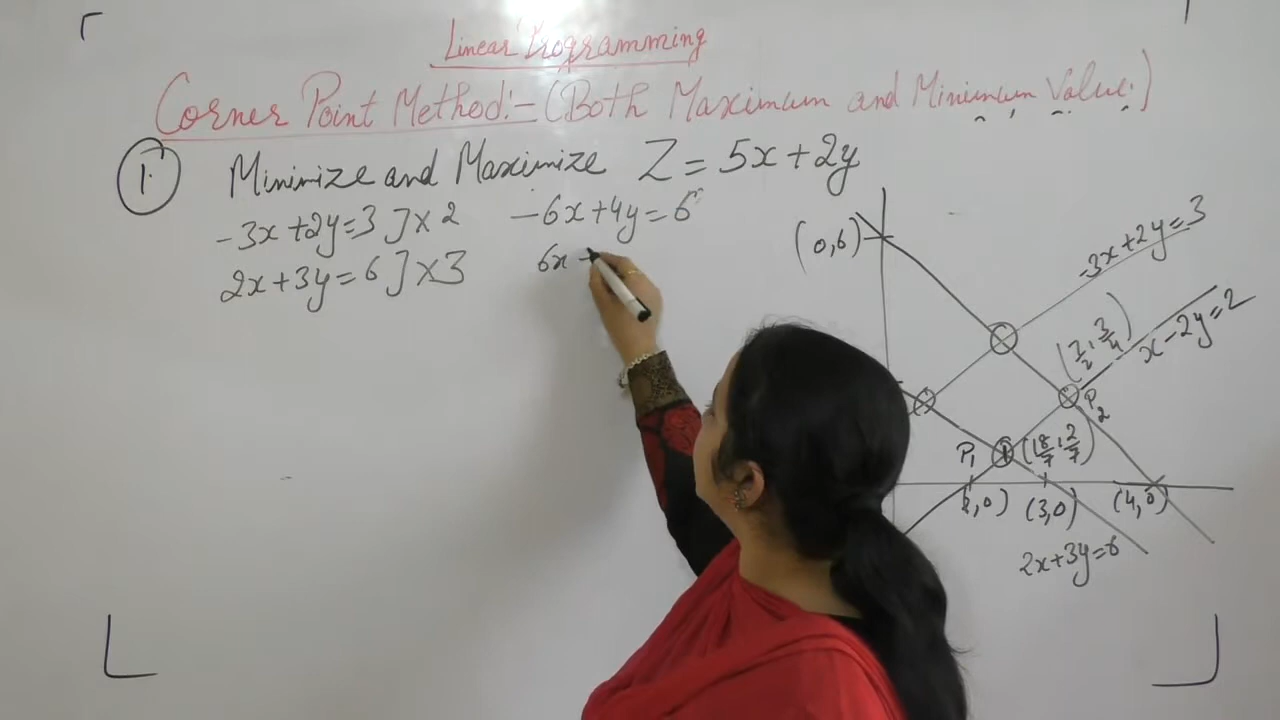 Linear Programming
Corner Point Method:- (Both Maximum and Minimum Value.)
1. Minimize and Maximize Z = 5x+2y
-3x+2y=3]×2
-6x+4y=6
2x+3y=6]×3
6x
(0,6)
-3x+2y=3
(7/2, 3/4)
x-2y=2
P2
P1
(18/7, 2/7)
,0)
(3,0)
(4,0)
2x+3y=6